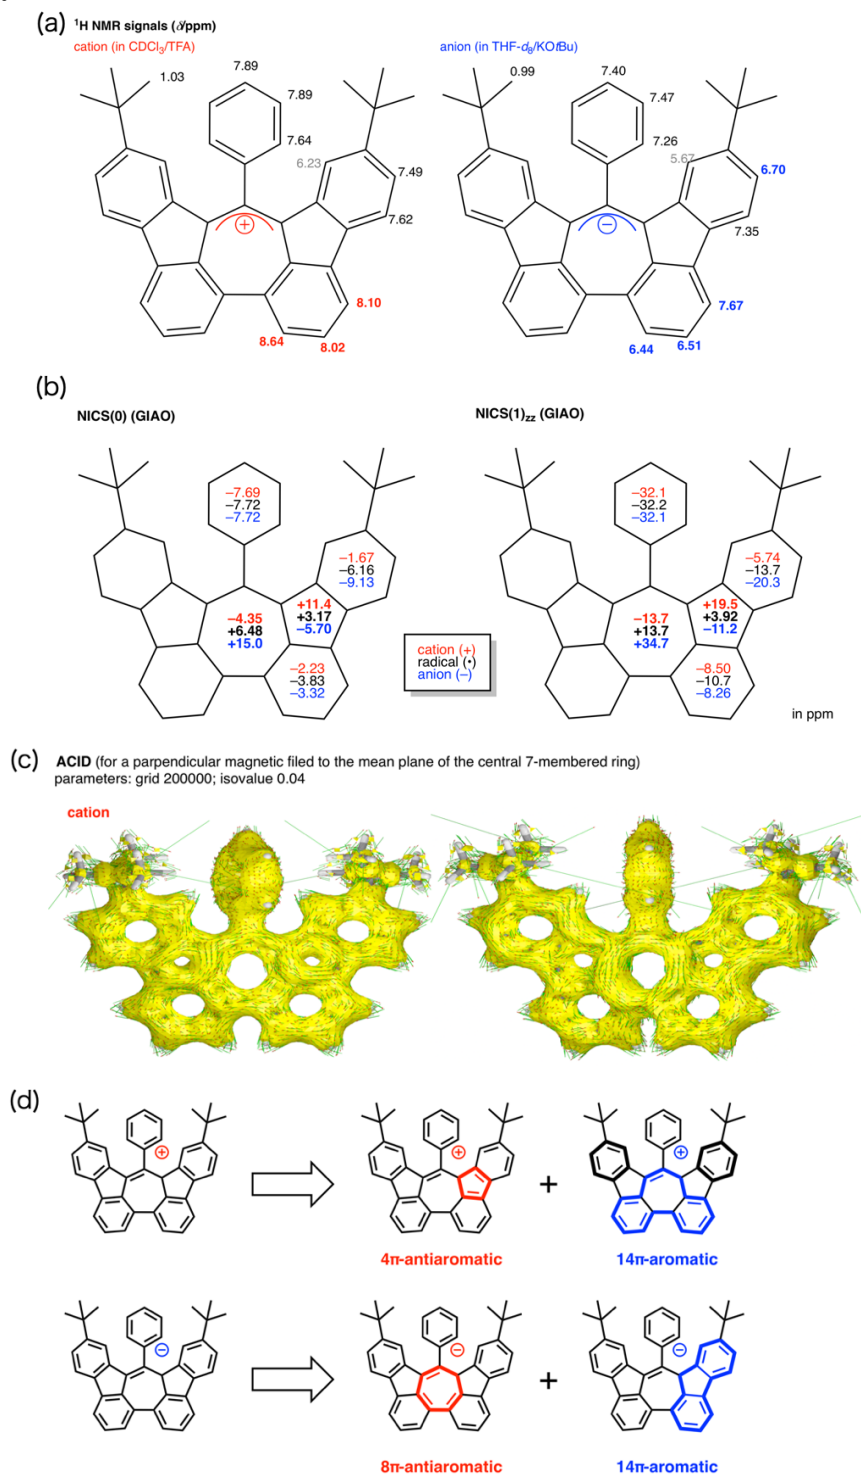 (a) ¹H NMR signals (δ/ppm)
cation (in CDCl₃/TFA) anion (in THF-d₈/KOtBu)
1.03 7.89 0.99 7.40
7.89 7.47
7.64 7.26
6.23 7.49 5.67 6.70
+ −
7.62 7.35
8.10 7.67
8.64 8.02 6.44 6.51
(b)
NICS(0) (GIAO) NICS(1)zz (GIAO)
−7.69 −32.1
−7.72 −32.2
−7.72 −32.1
−1.67 −5.74
−6.16 −13.7
−9.13 −20.3
−4.35 +11.4 −13.7 +19.5
+6.48 +3.17 +13.7 +3.92
+15.0 −5.70 +34.7 −11.2
cation (+)
radical (•)
anion (−)
−2.23 −8.50
−3.83 −10.7
−3.32 −8.26
in ppm
(c) ACID (for a parpendicular magnetic filed to the mean plane of the central 7-membered ring)
parameters: grid 200000; isovalue 0.04
cation
(d)
+ + + +
4π-antiaromatic 14π-aromatic
− − + −
8π-antiaromatic 14π-aromatic